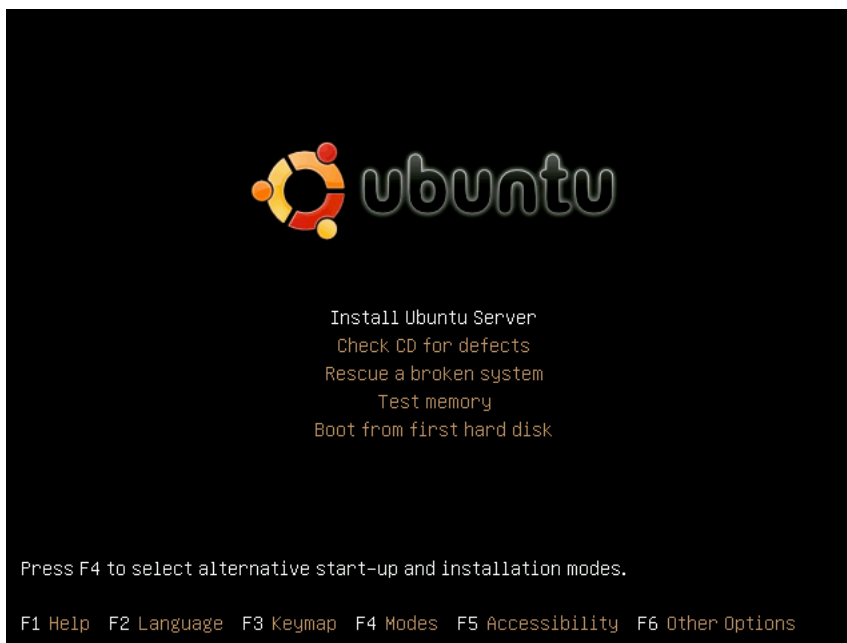 ubuntu
Install Ubuntu Server
Check CD for defects
Rescue a broken system
Test memory
Boot from first hard disk
Press F4 to select alternative start-up and installation modes.
F1 Help F2 Language F3 Keymap F4 Modes F5 Accessibility F6 Other Options